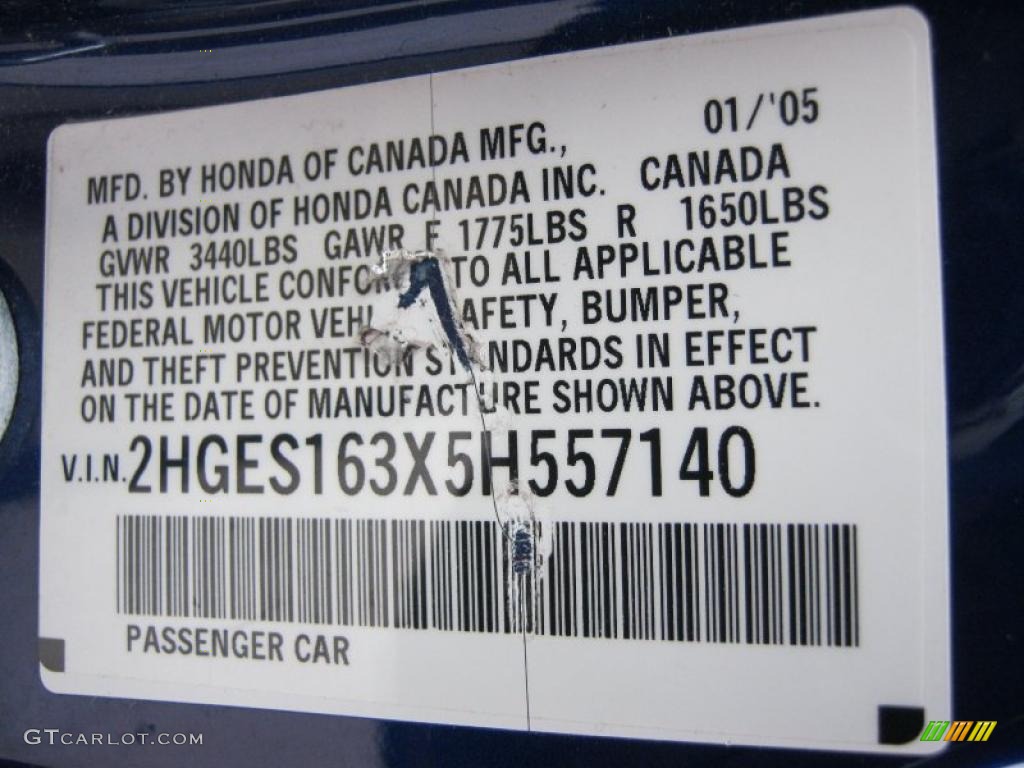 01/'05
MFD. BY HONDA OF CANADA MFG.,
A DIVISION OF HONDA CANADA INC. CANADA
GVWR 3440LBS GAWR F 1775LBS R 1650LBS
THIS VEHICLE TO ALL APPLICABLE
FEDERAL MOTOR BUMPER,
AND THEFT PREVENTION IN EFFECT
ON THE DATE OF MANUFACTURE SHOWN ABOVE.
V.I.N. 2HGES163X5H557140
PASSENGER CAR
GTCARLOT.COM